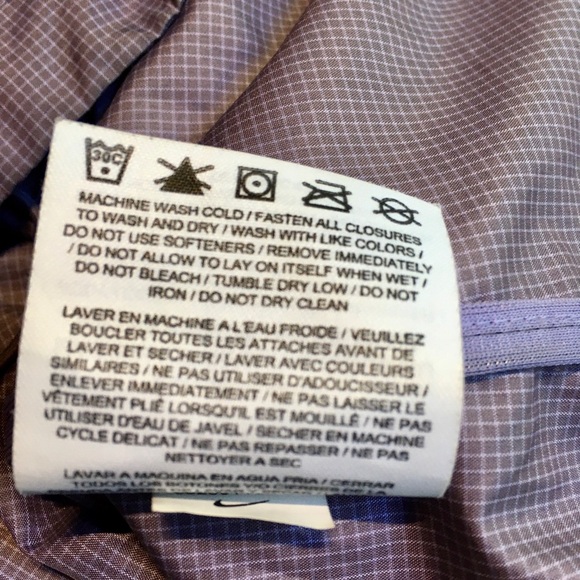 30C
MACHINE WASH COLD / FASTEN ALL CLOSURES
TO WASH AND DRY / WASH WITH LIKE COLORS /
DO NOT USE SOFTENERS / REMOVE IMMEDIATELY
/ DO NOT ALLOW TO LAY ON ITSELF WHEN WET /
DO NOT BLEACH / TUMBLE DRY LOW / DO NOT
IRON / DO NOT DRY CLEAN
LAVER EN MACHINE A L'EAU FROIDE / VEUILLEZ
BOUCLER TOUTES LES ATTACHES AVANT DE
LAVER ET SECHER / LAVER AVEC COULEURS
SIMILAIRES / NE PAS UTILISER D'ADOUCISSEUR /
ENLEVER IMMEDIATEMENT / NE PAS LAISSER LE
VÊTEMENT PLIÉ LORSQU'IL EST MOUILLÉ / NE PAS
UTILISER D'EAU DE JAVEL / SECHER EN MACHINE
CYCLE DELICAT / NE PAS REPASSER / NE PAS
NETTOYER A SEC
LAVAR A MAQUINA EN AGUA FRIA / CERRAR
TODOS LOS